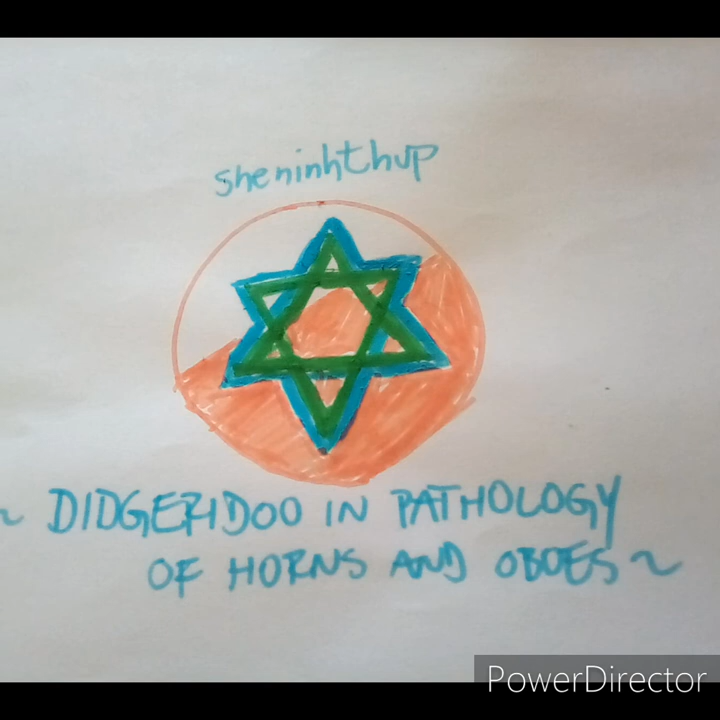 sheninhthup
~ DIDGERIDOO IN PATHOLOGY
OF HORNS AND OBOES ~
PowerDirector